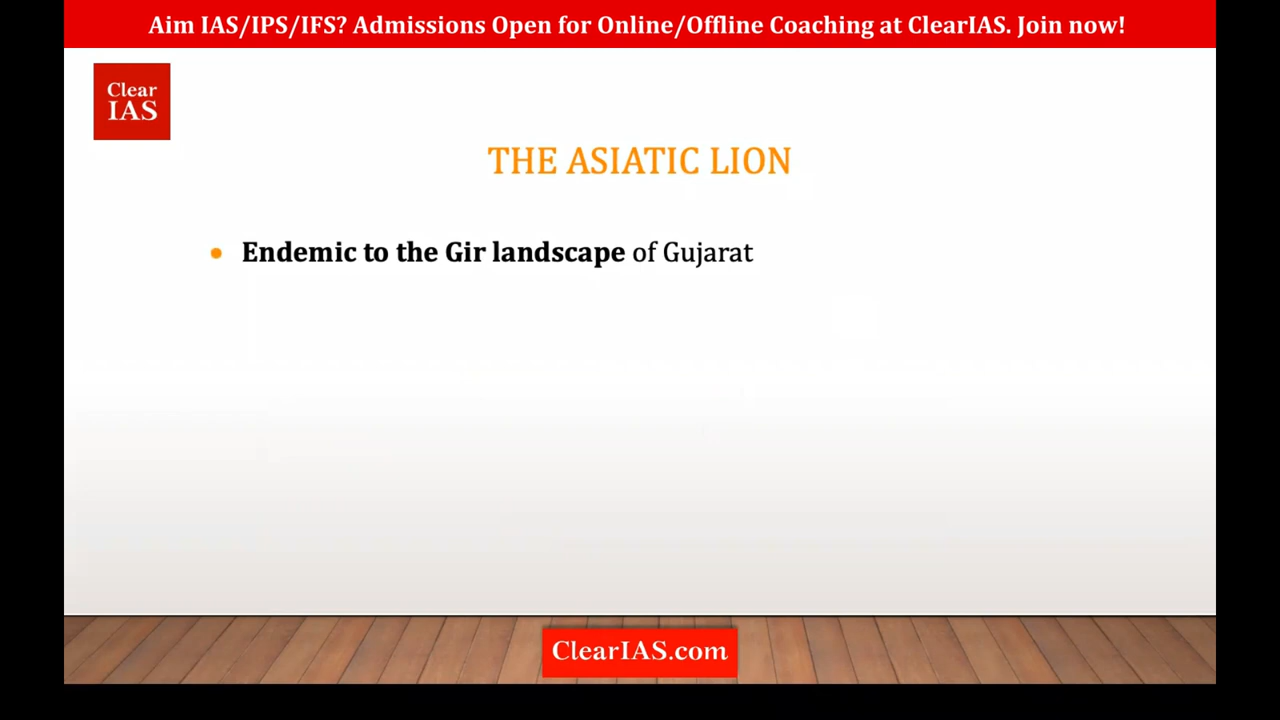 Aim IAS/IPS/IFS? Admissions Open for Online/Offline Coaching at ClearIAS. Join now!
Clear
IAS
THE ASIATIC LION
• Endemic to the Gir landscape of Gujarat
ClearIAS.com